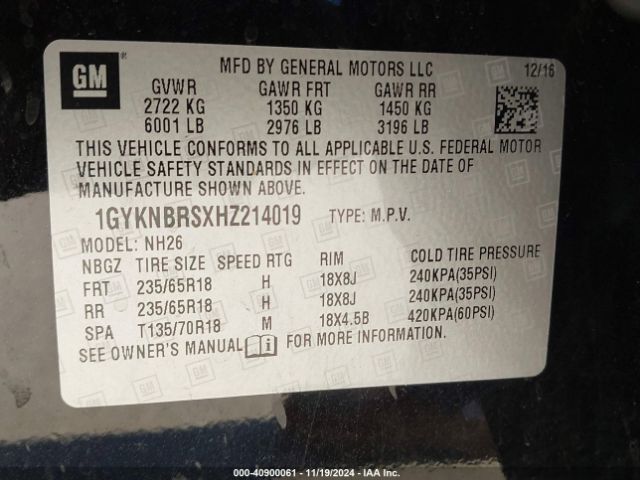 GM
MFD BY GENERAL MOTORS LLC 12/16
GVWR GAWR FRT GAWR RR
2722 KG 1350 KG 1450 KG
6001 LB 2976 LB 3196 LB
THIS VEHICLE CONFORMS TO ALL APPLICABLE U.S. FEDERAL MOTOR
VEHICLE SAFETY STANDARDS IN EFFECT ON THE DATE OF
MANUFACTURE SHOWN ABOVE.
1GYKNBRSXHZ214019 TYPE: M.P.V.
MODEL: NH26
NBGZ TIRE SIZE SPEED RTG RIM COLD TIRE PRESSURE
FRT 235/65R18 H 18X8J 240KPA(35PSI)
RR 235/65R18 H 18X8J 240KPA(35PSI)
SPA T135/70R18 M 18X4.5B 420KPA(60PSI)
SEE OWNER'S MANUAL FOR MORE INFORMATION.
000-40900061 - 11/19/2024 - IAA Inc.